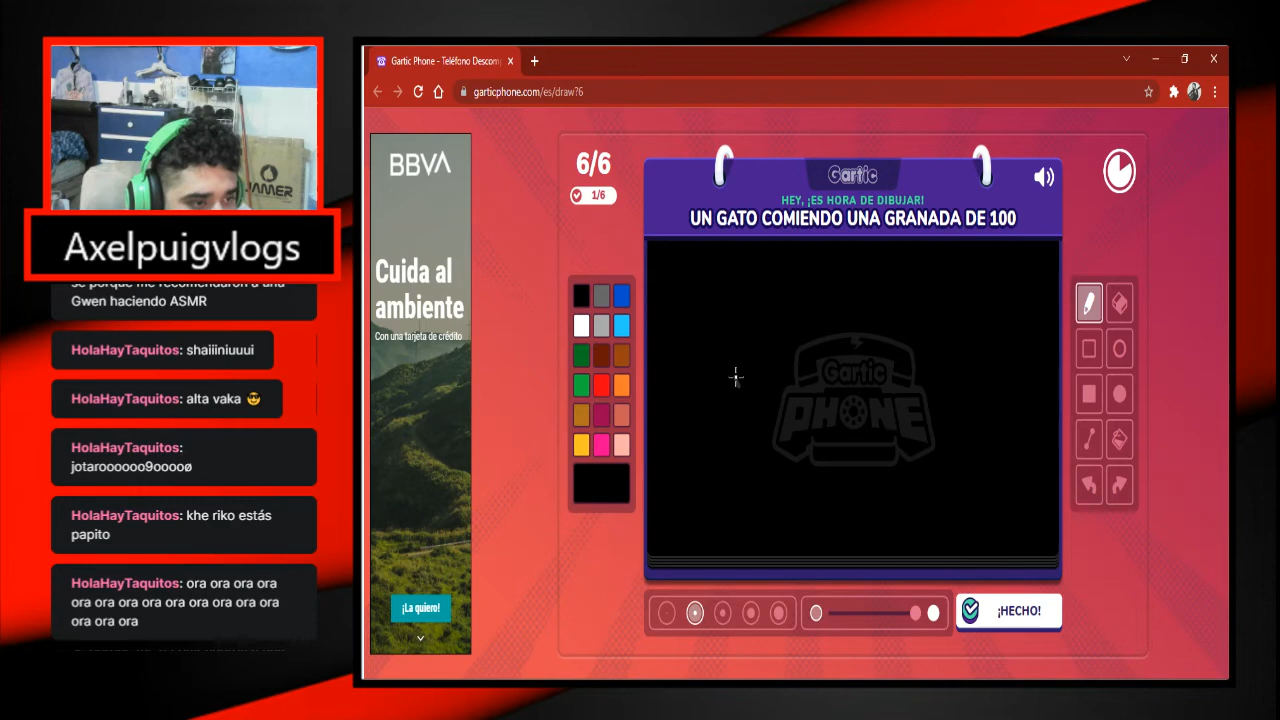 Axelpuigvlogs
se porque me recomendaron a una
Gwen haciendo ASMR
HolaHayTaquitos: shaiiiniuuui
HolaHayTaquitos: alta vaka 😎
HolaHayTaquitos:
jotaroooooo9ooooø
HolaHayTaquitos: khe riko estás
papito
HolaHayTaquitos: ora ora ora ora
ora ora ora ora ora ora ora ora
ora ora ora
Gartic Phone - Teléfono Descomp
garticphone.com/es/draw?6
BBVA
Cuida al
ambiente
Con una tarjeta de crédito
¡La quiero!
6/6
1/6
Gartic
HEY, ¡ES HORA DE DIBUJAR!
UN GATO COMIENDO UNA GRANADA DE 100
Gartic
PHONE
¡HECHO!
JAMER